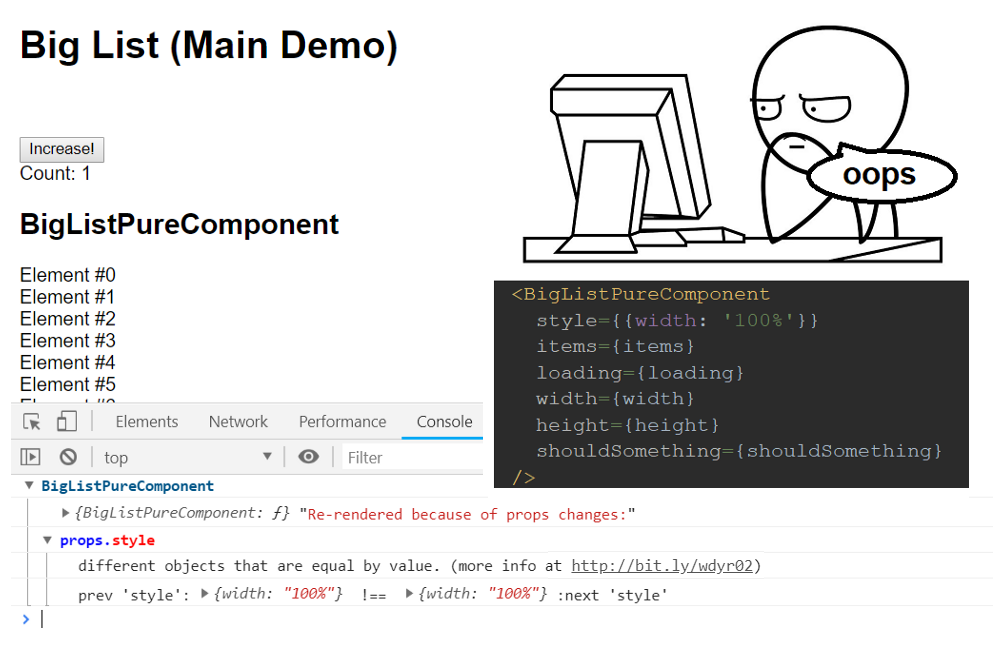 Big List (Main Demo)
Increase!
Count: 1
BigListPureComponent
Element #0
Element #1
Element #2
Element #3
Element #4
Element #5
oops
<BigListPureComponent
style={{width: '100%'}}
items={items}
loading={loading}
width={width}
height={height}
shouldSomething={shouldSomething}
/>
Elements Network Performance Console
top Filter
▼ BigListPureComponent
▶ {BigListPureComponent: ƒ} "Re-rendered because of props changes:"
▼ props.style
different objects that are equal by value. (more info at http://bit.ly/wdyr02)
prev 'style': ▶ {width: "100%"} !== ▶ {width: "100%"} :next 'style'
>